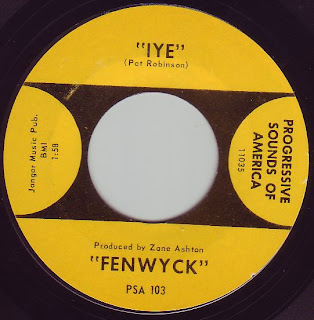 "IYE"
(Pat Robinson)
Jongat Music Pub.
BMI
1:58
PROGRESSIVE
SOUNDS OF
AMERICA
11035
Produced by Zane Ashton
"FENWYCK"
PSA 103